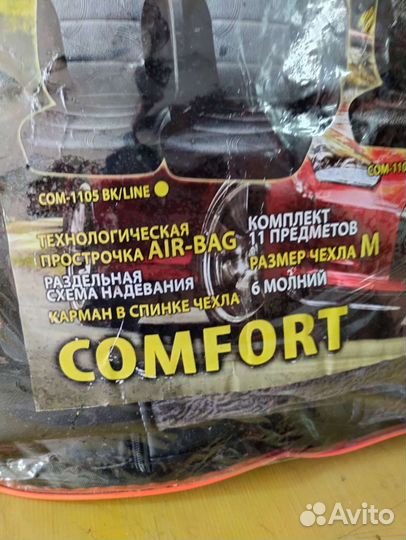 COM-1105 BK/LINE
COM-110
ТЕХНОЛОГИЧЕСКАЯ
ПРОСТРОЧКА AIR-BAG
РАЗДЕЛЬНАЯ
СХЕМА НАДЕВАНИЯ
КАРМАН В СПИНКЕ ЧЕХЛА
КОМПЛЕКТ
11 ПРЕДМЕТОВ
РАЗМЕР ЧЕХЛА M
6 МОЛНИЙ
COMFORT
Avito